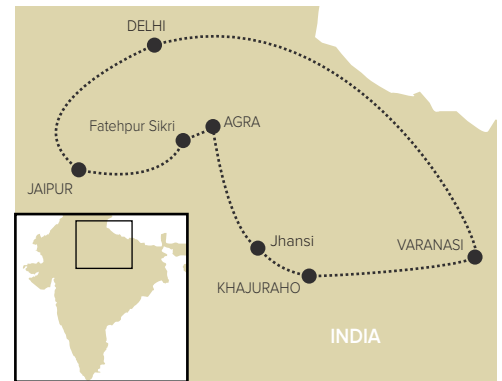 DELHI
Fatehpur Sikri
AGRA
JAIPUR
Jhansi
VARANASI
KHAJURAHO
INDIA